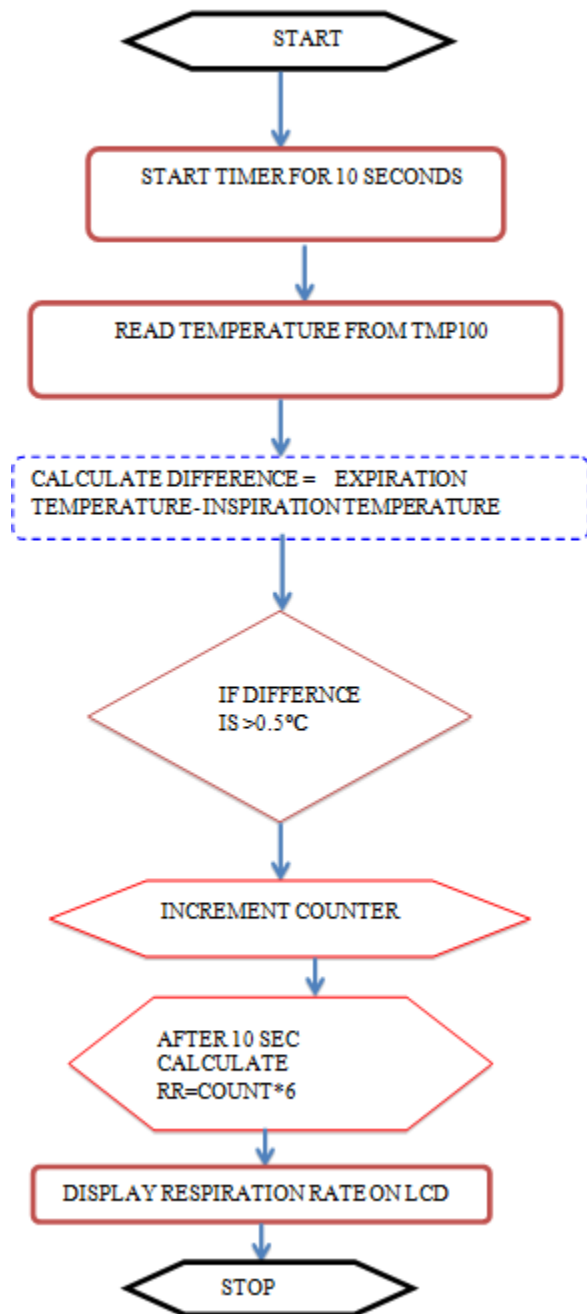 START
START TIMER FOR 10 SECONDS
READ TEMPERATURE FROM TMP100
CALCULATE DIFFERENCE = EXPIRATION
TEMPERATURE- INSPIRATION TEMPERATURE
IF DIFFERNCE
IS >0.5°C
INCREMENT COUNTER
AFTER 10 SEC
CALCULATE
RR=COUNT*6
DISPLAY RESPIRATION RATE ON LCD
STOP